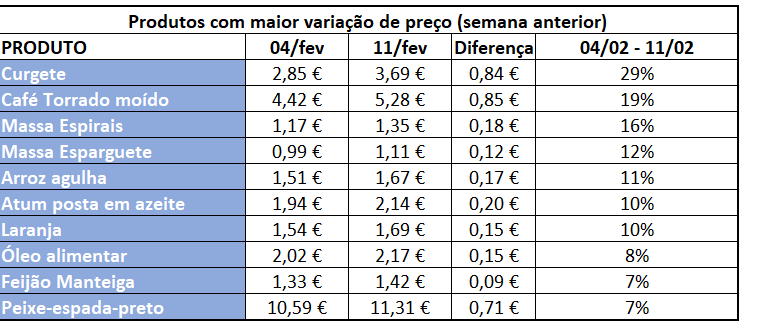 Produtos com maior variação de preço (semana anterior)
PRODUTO 04/fev 11/fev Diferença 04/02 - 11/02
Curgete 2,85 € 3,69 € 0,84 € 29%
Café Torrado moído 4,42 € 5,28 € 0,85 € 19%
Massa Espirais 1,17 € 1,35 € 0,18 € 16%
Massa Esparguete 0,99 € 1,11 € 0,12 € 12%
Arroz agulha 1,51 € 1,67 € 0,17 € 11%
Atum posta em azeite 1,94 € 2,14 € 0,20 € 10%
Laranja 1,54 € 1,69 € 0,15 € 10%
Óleo alimentar 2,02 € 2,17 € 0,15 € 8%
Feijão Manteiga 1,33 € 1,42 € 0,09 € 7%
Peixe-espada-preto 10,59 € 11,31 € 0,71 € 7%